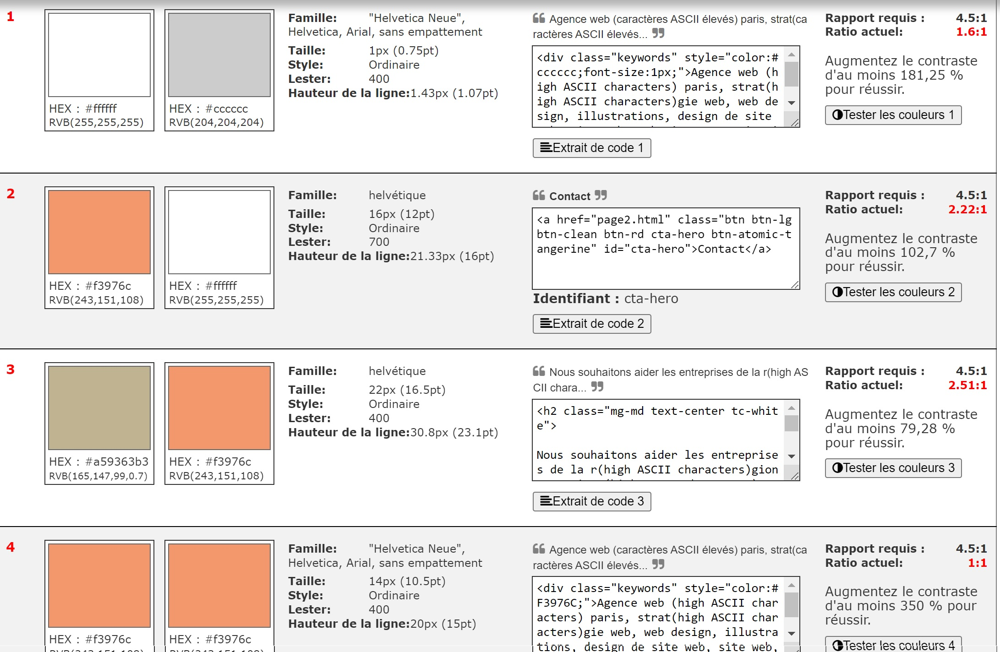 1
HEX : #ffffff
RVB(255,255,255)
HEX : #cccccc
RVB(204,204,204)
Famille: "Helvetica Neue",
Helvetica, Arial, sans empattement
Taille: 1px (0.75pt)
Style: Ordinaire
Lester: 400
Hauteur de la ligne:1.43px (1.07pt)
Agence web (caractères ASCII élevés) paris, strat(ca
ractères ASCII élevés...
<div class="keywords" style="color:#
cccccc;font-size:1px;">Agence web (h
igh ASCII characters) paris, strat(h
igh ASCII characters)gie web, web de
sign, illustrations, design de site
Extrait de code 1
Rapport requis : 4.5:1
Ratio actuel: 1.6:1
Augmentez le contraste
d'au moins 181,25 %
pour réussir.
Tester les couleurs 1
2
HEX : #f3976c
RVB(243,151,108)
HEX : #ffffff
RVB(255,255,255)
Famille: helvétique
Taille: 16px (12pt)
Style: Ordinaire
Lester: 700
Hauteur de la ligne:21.33px (16pt)
Contact
<a href="page2.html" class="btn btn-lg
btn-clean btn-rd cta-hero btn-atomic-t
angerine" id="cta-hero">Contact</a>
Identifiant : cta-hero
Extrait de code 2
Rapport requis : 4.5:1
Ratio actuel: 2.22:1
Augmentez le contraste
d'au moins 102,7 %
pour réussir.
Tester les couleurs 2
3
HEX : #a59363b3
RVB(165,147,99,0.7)
HEX : #f3976c
RVB(243,151,108)
Famille: helvétique
Taille: 22px (16.5pt)
Style: Ordinaire
Lester: 400
Hauteur de la ligne:30.8px (23.1pt)
Nous souhaitons aider les entreprises de la r(high AS
CII chara...
<h2 class="mg-md text-center tc-whit
e">
Nous souhaitons aider les entreprise
s de la r(high ASCII characters)gion
Extrait de code 3
Rapport requis : 4.5:1
Ratio actuel: 2.51:1
Augmentez le contraste
d'au moins 79,28 %
pour réussir.
Tester les couleurs 3
4
HEX : #f3976c
RVB(243,151,108)
HEX : #f3976c
RVB(243,151,108)
Famille: "Helvetica Neue",
Helvetica, Arial, sans empattement
Taille: 14px (10.5pt)
Style: Ordinaire
Lester: 400
Hauteur de la ligne:20px (15pt)
Agence web (caractères ASCII élevés) paris, strat(ca
ractères ASCII élevés...
<div class="keywords" style="color:#
F3976C;">Agence web (high ASCII char
acters) paris, strat(high ASCII char
acters)gie web, web design, illustra
tions, design de site web, site web,
Rapport requis : 4.5:1
Ratio actuel: 1:1
Augmentez le contraste
d'au moins 350 % pour
réussir.
Tester les couleurs 4